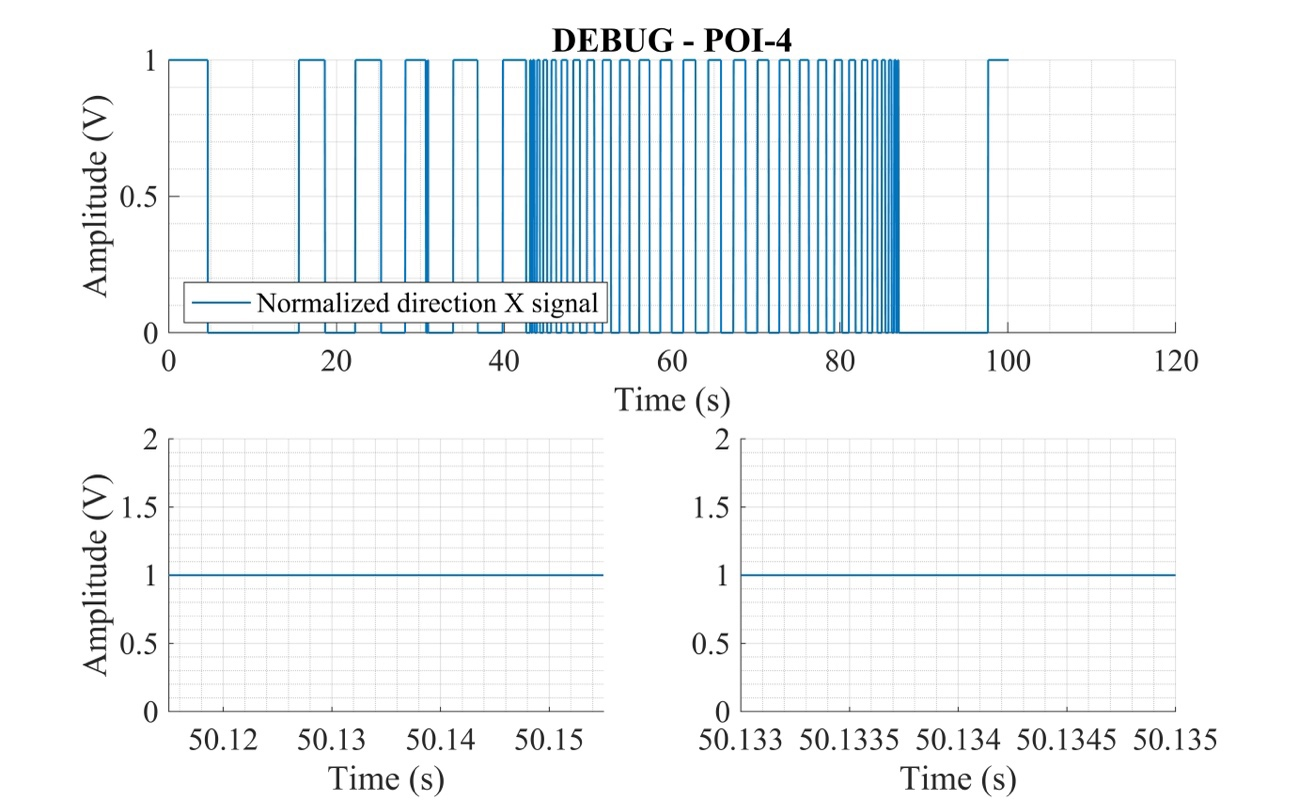 DEBUG - POI-4
Amplitude (V)
1
0.5
0
Normalized direction X signal
0 20 40 60 80 100 120
Time (s)
Amplitude (V)
2
1.5
1
0.5
0
50.12 50.13 50.14 50.15
Time (s)
2
1.5
1
0.5
0
50.133 50.1335 50.134 50.1345 50.135
Time (s)